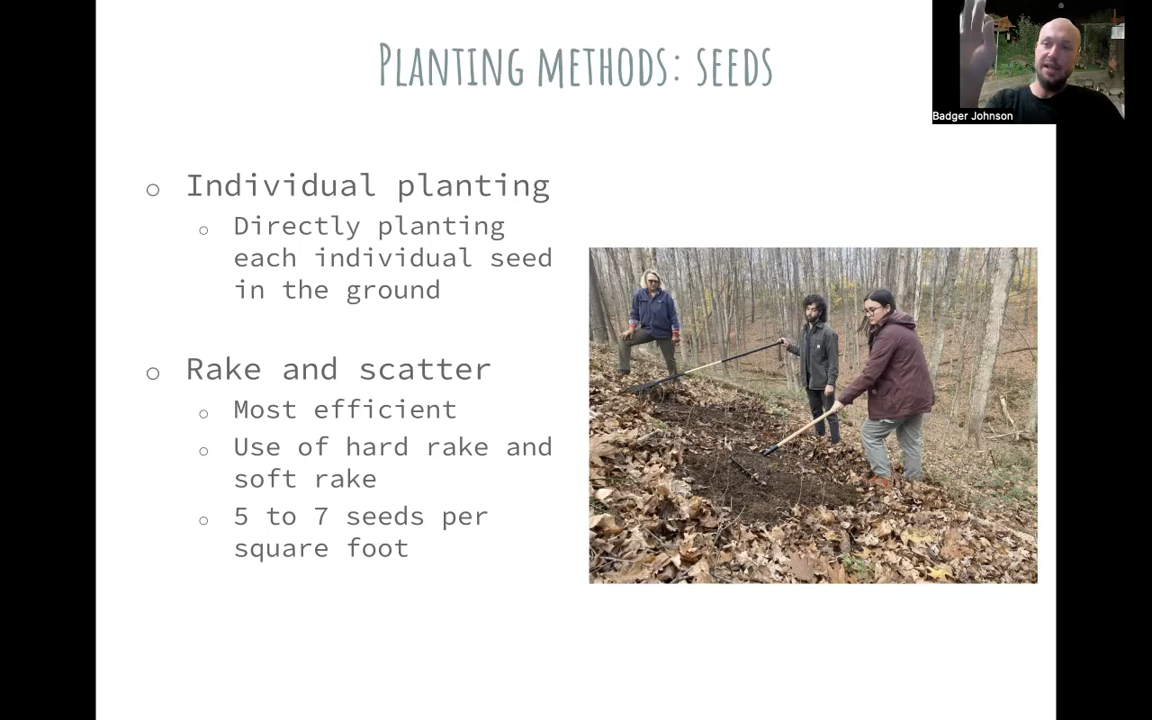 Planting methods: seeds
Badger Johnson
○ Individual planting
○ Directly planting
each individual seed
in the ground
○ Rake and scatter
○ Most efficient
○ Use of hard rake and
soft rake
○ 5 to 7 seeds per
square foot